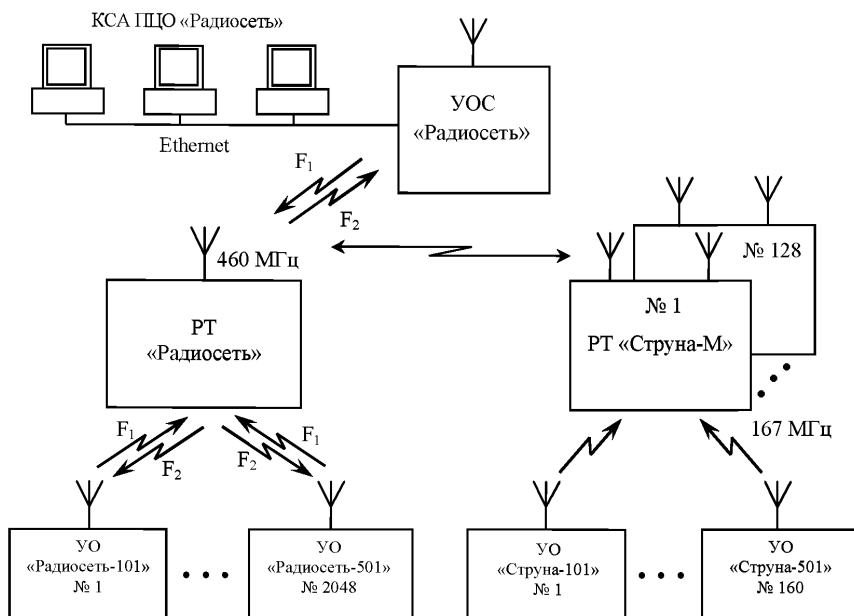 КСА ПЦО «Радиосеть»
УОС
«Радиосеть»
Ethernet
F1
F2
460 МГц
№ 128
РТ
«Радиосеть»
№ 1
РТ «Струна-М»
F1
F2
F1
F2
167 МГц
УО
«Радиосеть-101»
№ 1
УО
«Радиосеть-501»
№ 2048
УО
«Струна-101»
№ 1
УО
«Струна-501»
№ 160